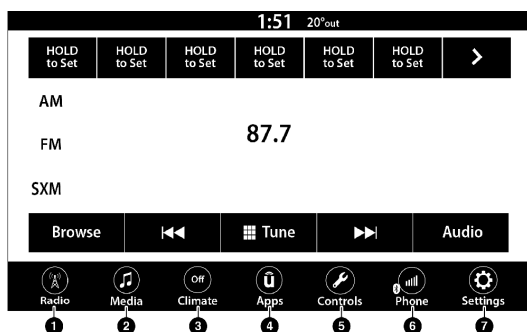 1:51 20°out
HOLD to Set HOLD to Set HOLD to Set HOLD to Set HOLD to Set HOLD to Set
AM
FM
SXM
87.7
Browse Tune Audio
Off û
Radio Media Climate Apps Controls Phone Settings
1 2 3 4 5 6 7